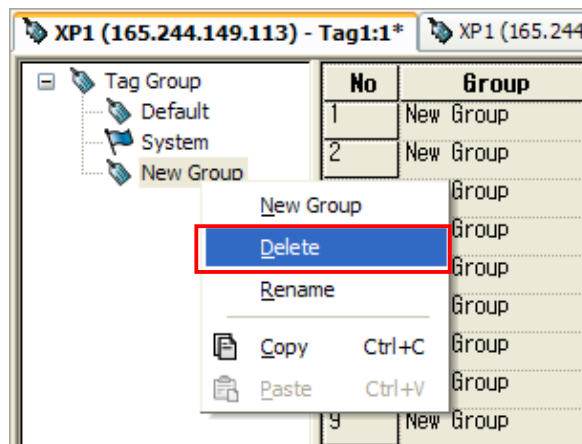 XP1 (165.244.149.113) - Tag1:1*
XP1 (165.244
Tag Group
Default
System
New Group
No Group
1 New Group
2 New Group
Group
Group
Group
Group
Group
Group
9 New Group
New Group
Delete
Rename
Copy Ctrl+C
Paste Ctrl+V